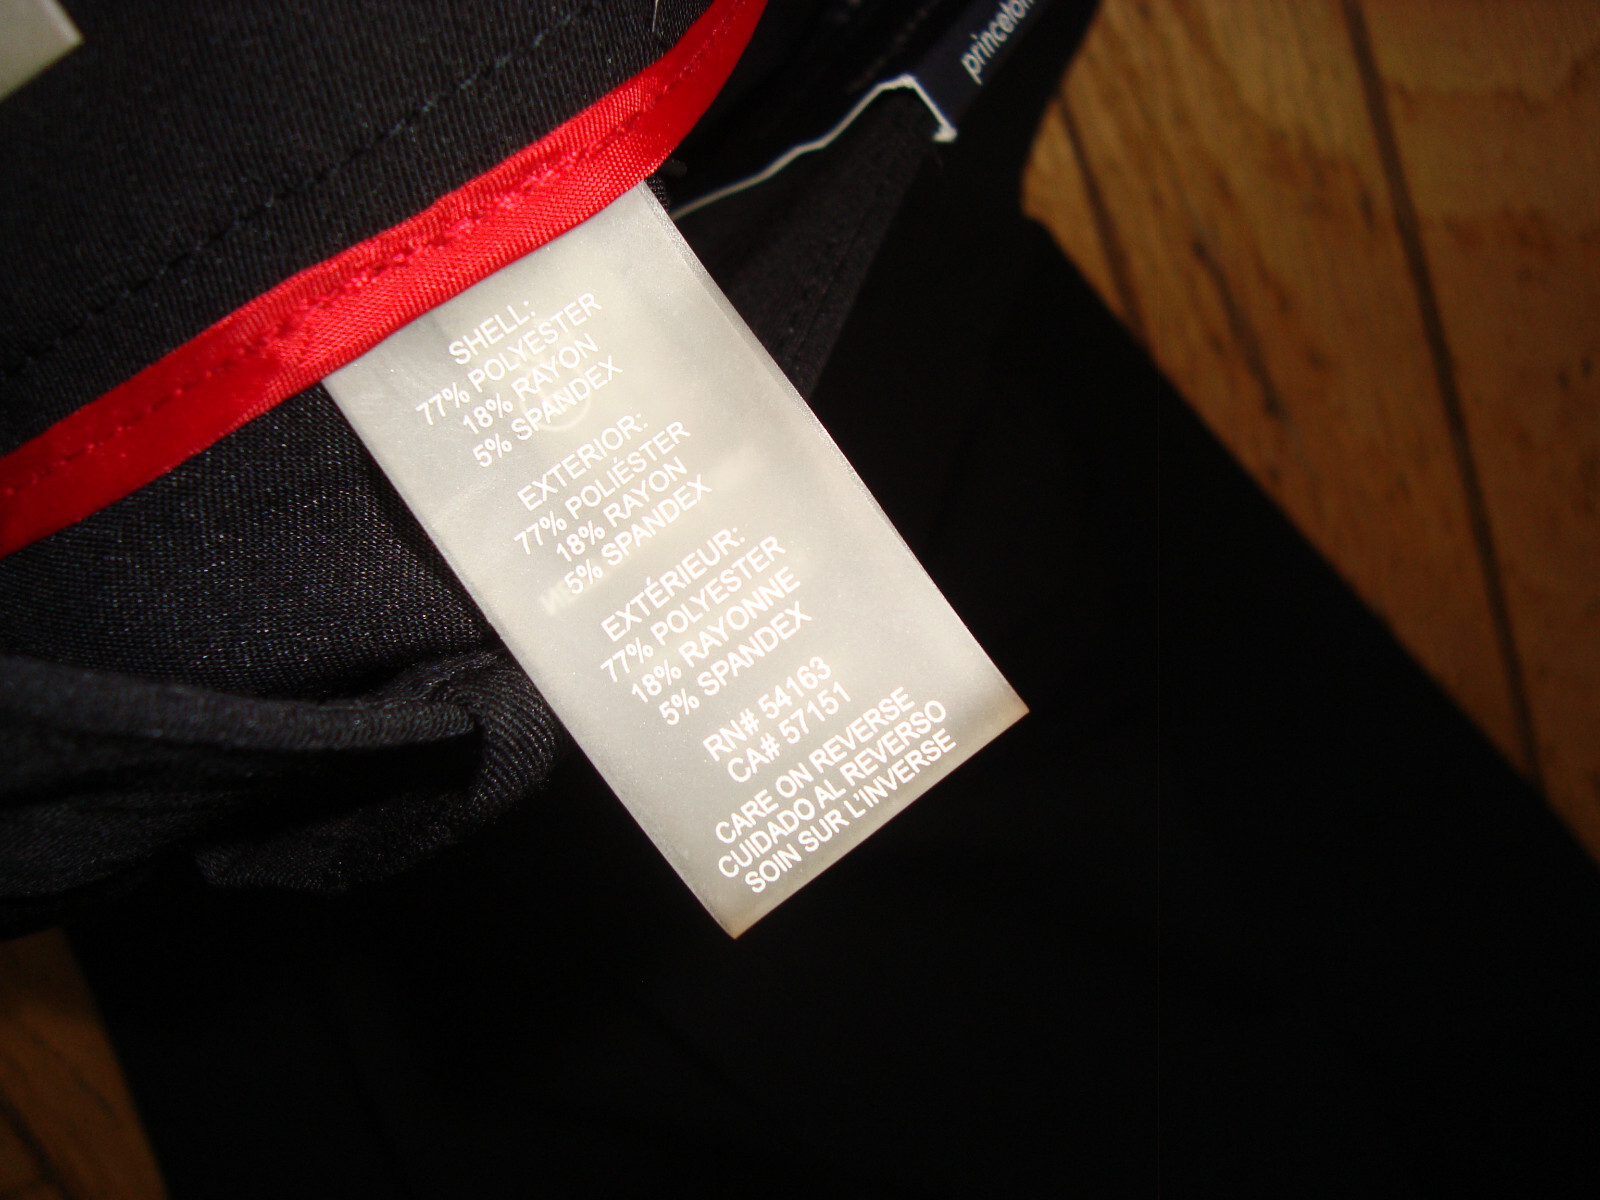 princeton
SHELL:
77% POLYESTER
18% RAYON
5% SPANDEX
EXTERIOR:
77% POLIÉSTER
18% RAYON
5% SPANDEX
EXTÉRIEUR:
77% POLYESTER
18% RAYONNE
5% SPANDEX
RN# 54163
CA# 57151
CARE ON REVERSE
CUIDADO AL REVERSO
SOIN SUR L'INVERSE